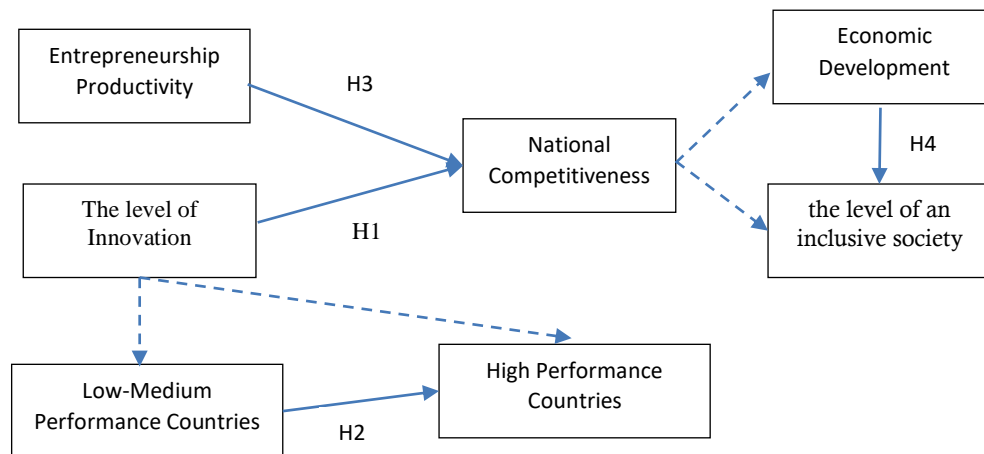 Entrepreneurship
Productivity
H3
Economic
Development
National
Competitiveness
H4
The level of
Innovation
H1
the level of an
inclusive society
Low-Medium
Performance Countries
H2
High Performance
Countries